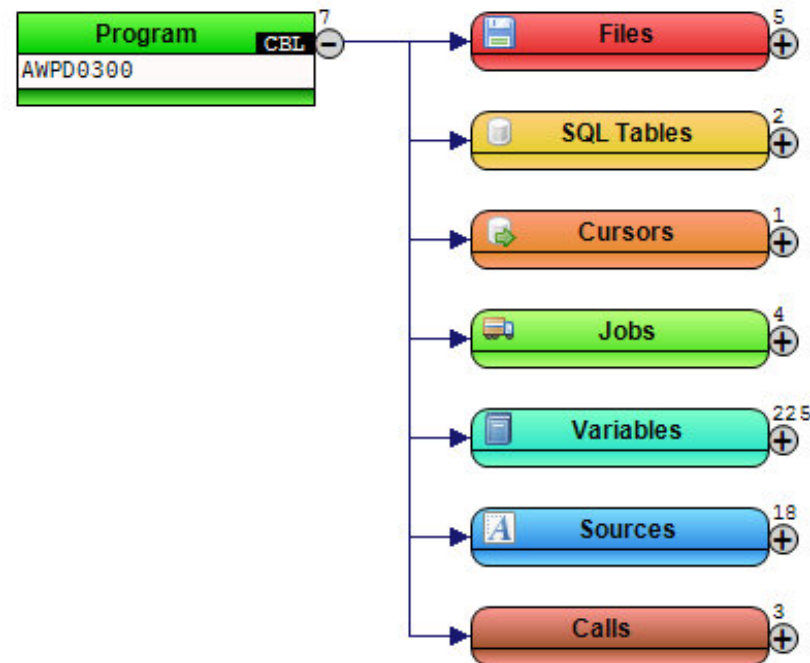 Program
CBL
7
AWPD0300
Files
5
SQL Tables
2
Cursors
1
Jobs
4
Variables
225
Sources
18
Calls
3